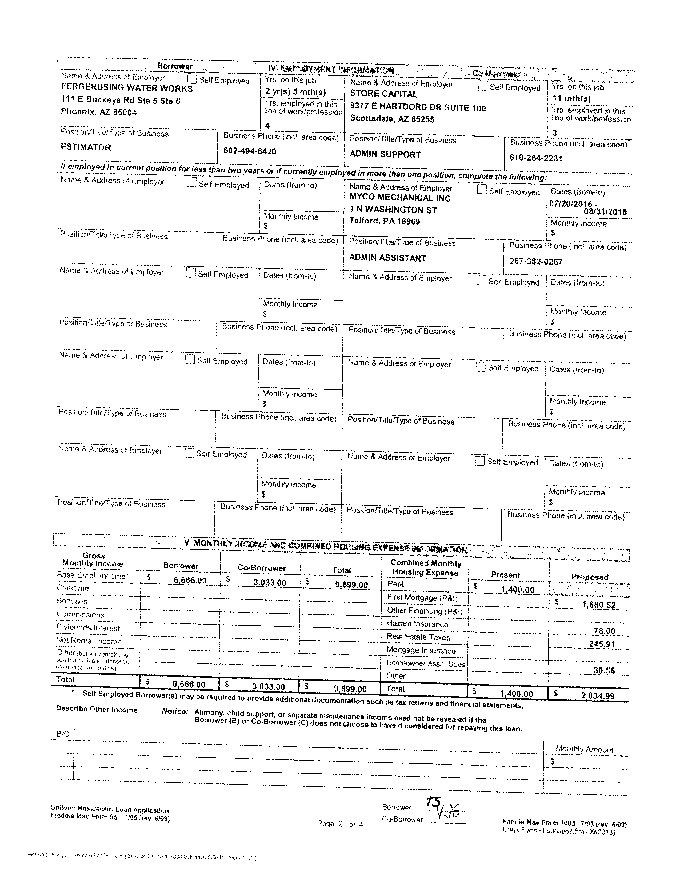 Borrower IV. EMPLOYMENT INFORMATION Co-Borrower
Name & Address of Employer Self Employed Yrs. on this job Name & Address of Employer Self Employed Yrs. on this job
FERGERUSING WATER WORKS 2 yr(s) 5 mth(s) STORE CAPITAL 11 mth(s)
111 E Buckeye Rd Ste 5 Ste 6 Yrs. employed in this line of work/profession 8377 E HARTFORD DR SUITE 100 Yrs. employed in this line of work/profession
Phoenix, AZ 85004 4 Scottsdale, AZ 85255 3
Position/Title/Type of Business Business Phone (incl. area code) Position/Title/Type of Business Business Phone (incl. area code)
ESTIMATOR 602-494-8420 ADMIN SUPPORT
If employed in current position for less than two years or if currently employed in more than one position, complete the following:
Name & Address of Employer Self Employed Dates (from-to) Name & Address of Employer Self Employed Dates (from-to)
MYCO MECHANICAL INC 07/20/2016 -
1 N WASHINGTON ST 08/31/2018
Monthly Income Telford, PA 18969 Monthly Income
$ $
Position/Title/Type of Business Business Phone (incl. area code) Position/Title/Type of Business Business Phone (incl. area code)
ADMIN ASSISTANT
Name & Address of Employer Self Employed Dates (from-to) Name & Address of Employer Self Employed Dates (from-to)
Monthly Income Monthly Income
$ $
Position/Title/Type of Business Business Phone (incl. area code) Position/Title/Type of Business Business Phone (incl. area code)
Name & Address of Employer Self Employed Dates (from-to) Name & Address of Employer Self Employed Dates (from-to)
Monthly Income Monthly Income
$ $
Position/Title/Type of Business Business Phone (incl. area code) Position/Title/Type of Business Business Phone (incl. area code)
Name & Address of Employer Self Employed Dates (from-to) Name & Address of Employer Self Employed Dates (from-to)
Monthly Income Monthly Income
$ $
Position/Title/Type of Business Business Phone (incl. area code) Position/Title/Type of Business Business Phone (incl. area code)
V. MONTHLY INCOME AND COMBINED HOUSING EXPENSE INFORMATION
Gross Monthly Income Borrower Co-Borrower Total Combined Monthly Housing Expense Present Proposed
Base Empl. Income* $ 6,666.00 $ 3,033.00 $ 9,699.00 Rent $ 1,400.00
Overtime First Mortgage (P&I) $ 1,680.52
Bonuses Other Financing (P&I)
Commissions Hazard Insurance 78.00
Dividends/Interest Real Estate Taxes 245.91
Net Rental Income Mortgage Insurance
Homeowner Assn. Dues 30.56
Other:
Total $ 6,666.00 $ 3,033.00 $ 9,699.00 Total $ 1,400.00 $ 2,034.99
* Self Employed Borrower(s) may be required to provide additional documentation such as tax returns and financial statements.
Describe Other Income Notice: Alimony, child support, or separate maintenance income need not be revealed if the
Borrower (B) or Co-Borrower (C) does not choose to have it considered for repaying this loan.
B/C Monthly Amount
$
Uniform Residential Loan Application Borrower
Freddie Mac Form 65 7/05 (rev. 6/09) Page 2 of 4 Co-Borrower Fannie Mae Form 1003 7/05 (rev. 6/09)